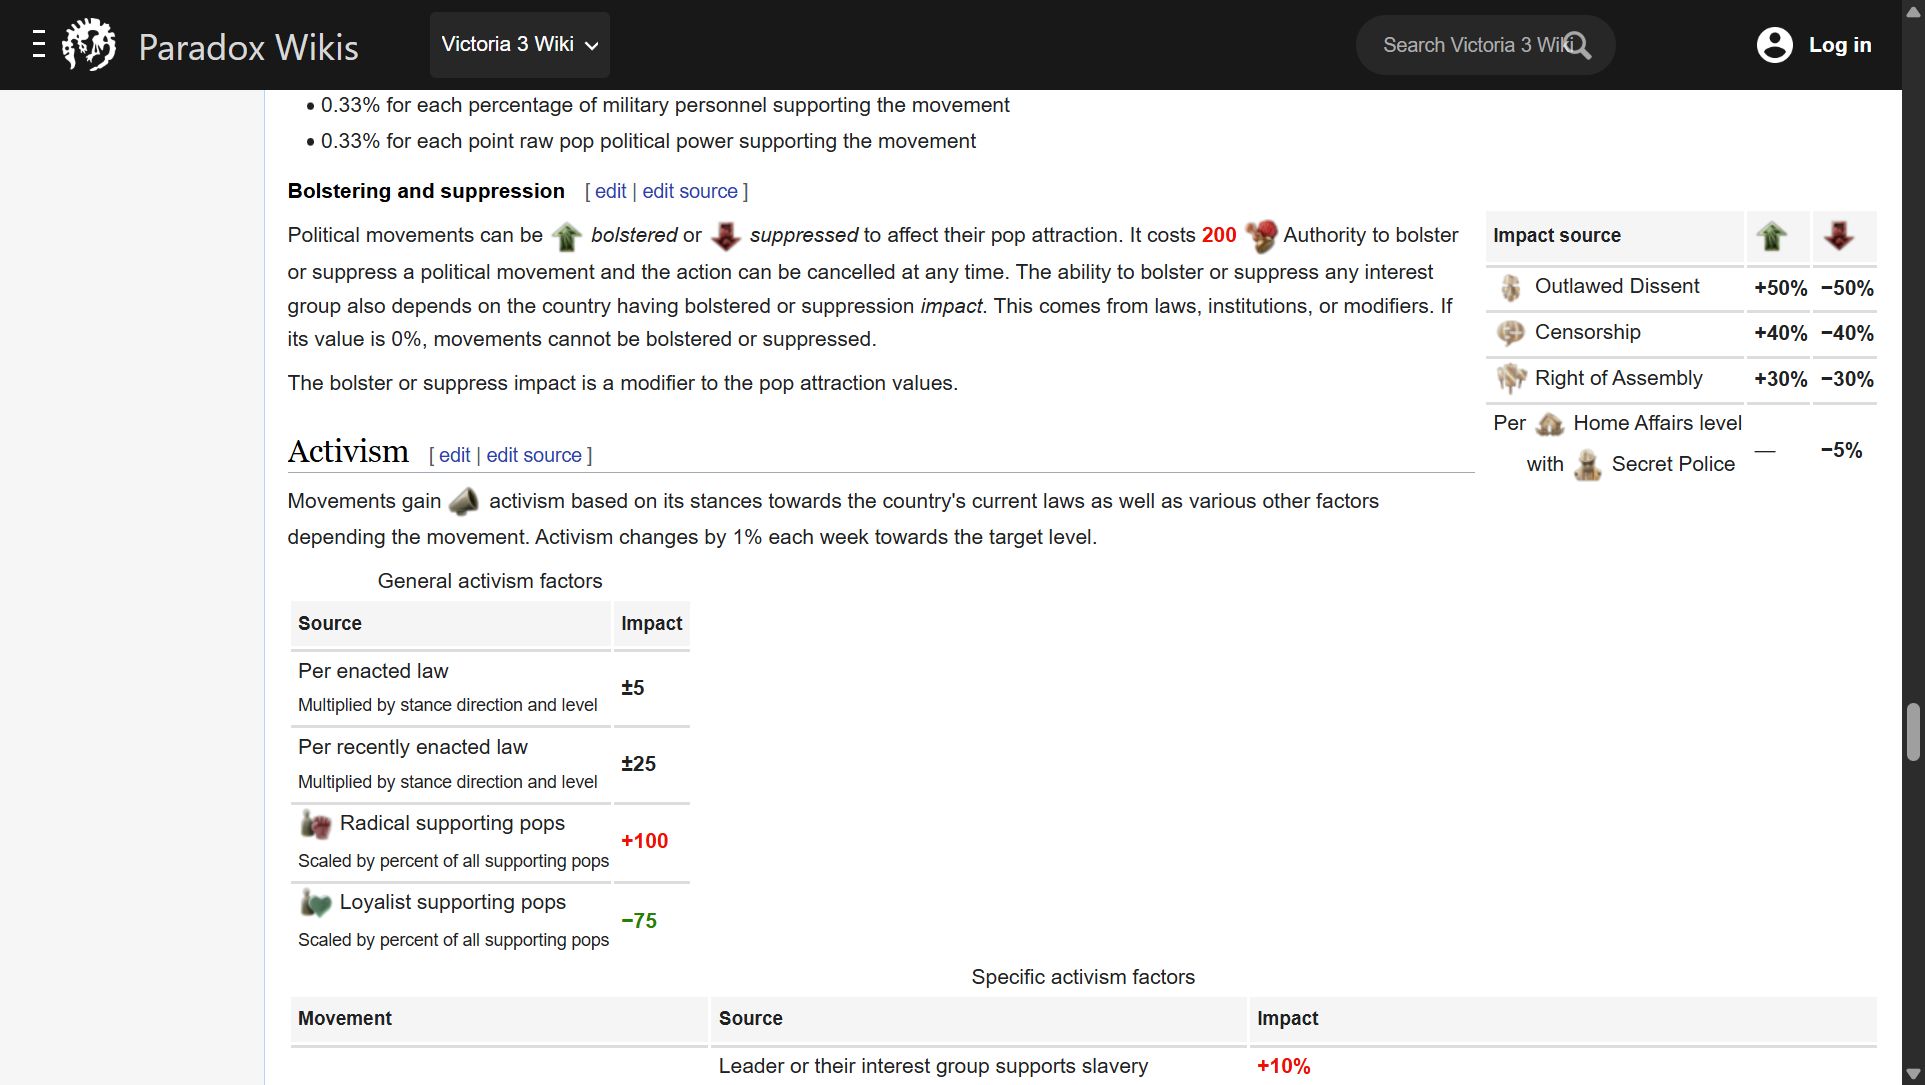 Paradox Wikis
Victoria 3 Wiki
Search Victoria 3 Wiki
Log in
• 0.33% for each percentage of military personnel supporting the movement
• 0.33% for each point raw pop political power supporting the movement
Bolstering and suppression [ edit | edit source ]
Political movements can be bolstered or suppressed to affect their pop attraction. It costs 200 Authority to bolster
or suppress a political movement and the action can be cancelled at any time. The ability to bolster or suppress any interest
group also depends on the country having bolstered or suppression impact. This comes from laws, institutions, or modifiers. If
its value is 0%, movements cannot be bolstered or suppressed.
The bolster or suppress impact is a modifier to the pop attraction values.
Impact source
Outlawed Dissent +50% −50%
Censorship +40% −40%
Right of Assembly +30% −30%
Per Home Affairs level
with Secret Police — −5%
Activism [ edit | edit source ]
Movements gain activism based on its stances towards the country's current laws as well as various other factors
depending the movement. Activism changes by 1% each week towards the target level.
General activism factors
Source Impact
Per enacted law
Multiplied by stance direction and level ±5
Per recently enacted law
Multiplied by stance direction and level ±25
Radical supporting pops
Scaled by percent of all supporting pops +100
Loyalist supporting pops
Scaled by percent of all supporting pops −75
Specific activism factors
Movement Source Impact
Leader or their interest group supports slavery +10%